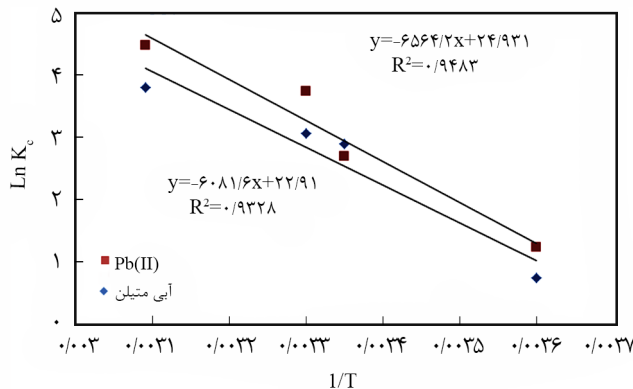 ۵
۴
۳
۲
۱
۰
Ln K_c
y=-۶۵۶۴/۲x+۲۴/۹۳۱
R²=۰/۹۴۸۳
y=-۶۰۸۱/۶x+۲۲/۹۱
R²=۰/۹۳۲۸
Pb(II)
آبی متیلن
۰/۰۰۳ ۰/۰۰۳۱ ۰/۰۰۳۲ ۰/۰۰۳۳ ۰/۰۰۳۴ ۰/۰۰۳۵ ۰/۰۰۳۶ ۰/۰۰۳۷
1/T